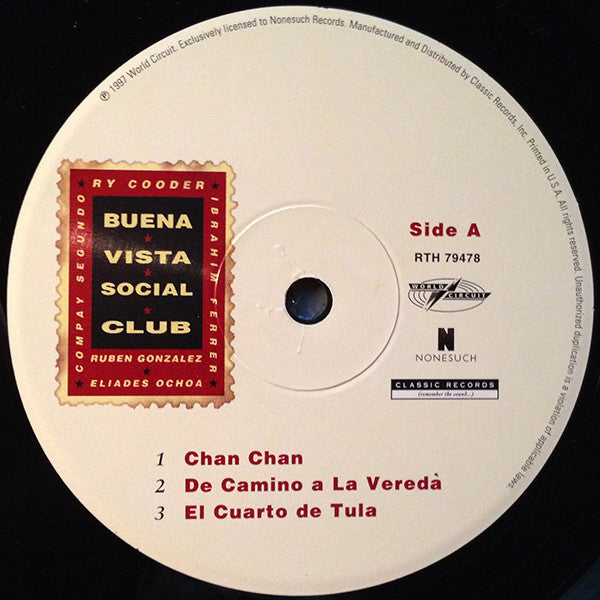 ℗ 1997 World Circuit. Exclusively licensed to Nonesuch Records. Manufactured and Distributed by Classic Records, Inc. Printed in U.S.A. All rights reserved. Unauthorized duplication is a violation of applicable laws.
RY COODER
COMPAY SEGUNDO
IBRAHIM FERRER
BUENA
VISTA
SOCIAL
CLUB
RUBEN GONZALEZ
ELIADES OCHOA
Side A
RTH 79478
WORLD CIRCUIT
N
NONESUCH
CLASSIC RECORDS
(remember the sound...)
1 Chan Chan
2 De Camino a La Vereda
3 El Cuarto de Tula